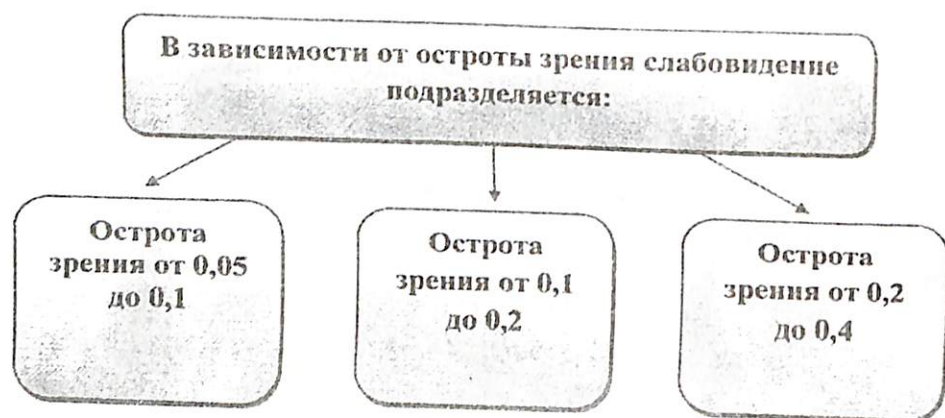 В зависимости от остроты зрения слабовидение
подразделяется:
Острота
зрения от 0,05
до 0,1
Острота
зрения от 0,1
до 0,2
Острота
зрения от 0,2
до 0,4